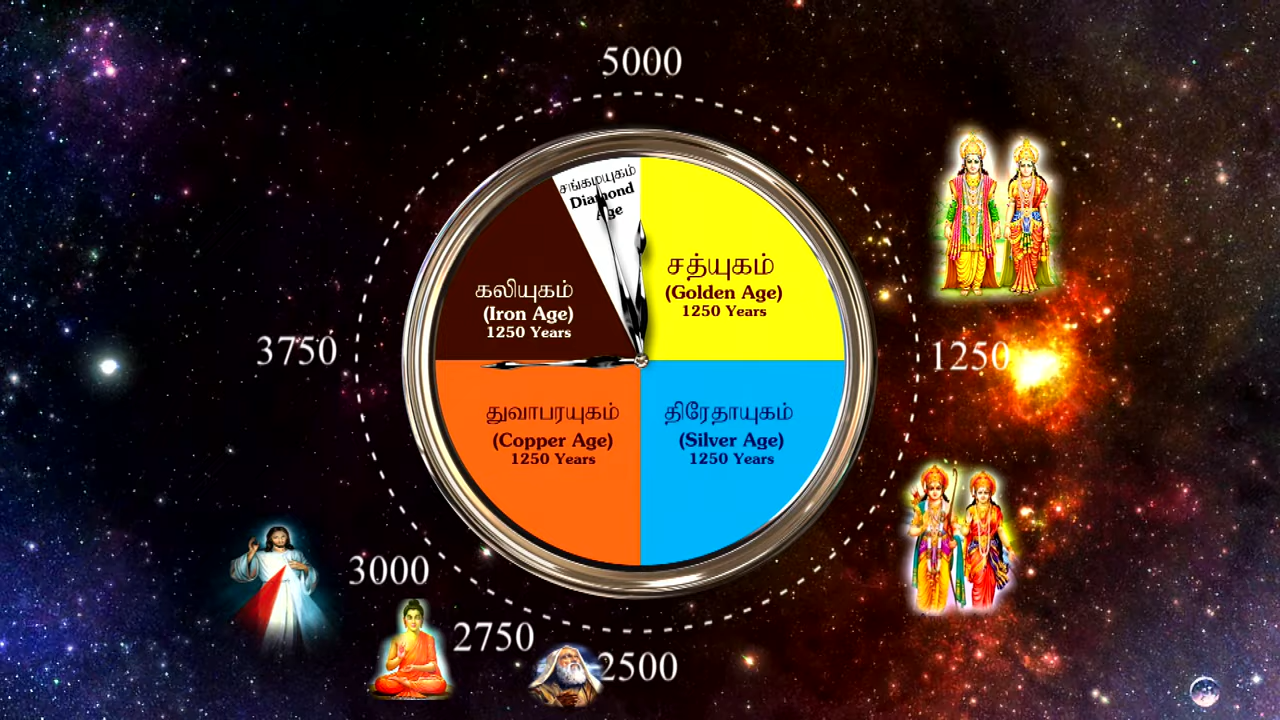 5000
சங்கமயுகம்
Diamond
Age
சத்யுகம்
(Golden Age)
1250 Years
கலியுகம்
(Iron Age)
1250 Years
3750
1250
துவாபரயுகம்
(Copper Age)
1250 Years
திரேதாயுகம்
(Silver Age)
1250 Years
3000
2750
2500